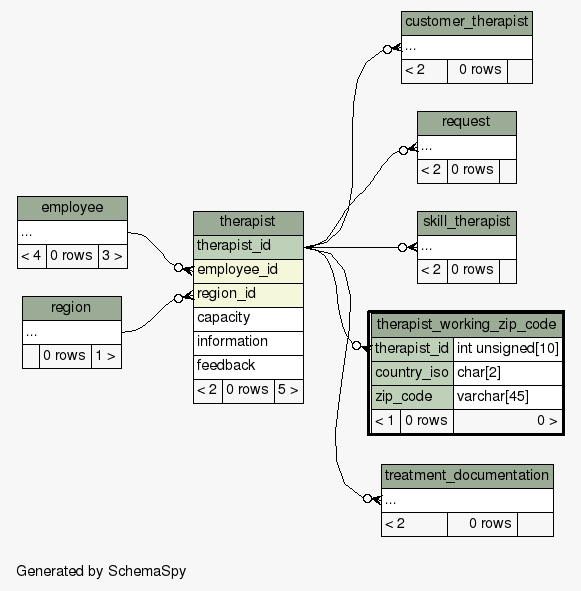 customer_therapist
...
< 2 0 rows
request
...
< 2 0 rows
skill_therapist
...
< 2 0 rows
employee
...
< 4 0 rows 3 >
region
...
0 rows 1 >
therapist
therapist_id
employee_id
region_id
capacity
information
feedback
< 2 0 rows 5 >
therapist_working_zip_code
therapist_id int unsigned[10]
country_iso char[2]
zip_code varchar[45]
< 1 0 rows 0 >
treatment_documentation
...
< 2 0 rows
Generated by SchemaSpy